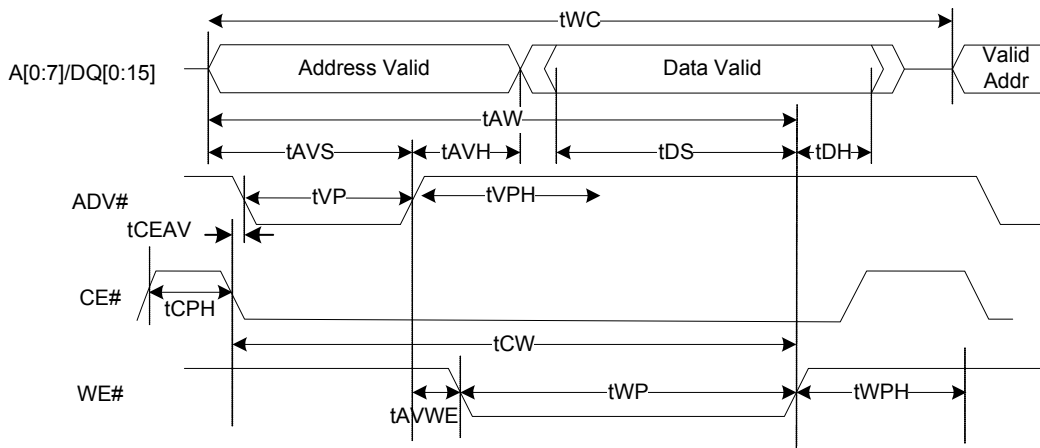 tWC
A[0:7]/DQ[0:15]
Address Valid
Data Valid
Valid
Addr
tAW
tAVS
tAVH
tDS
tDH
ADV#
tVP
tVPH
tCEAV
CE#
tCPH
tCW
WE#
tAVWE
tWP
tWPH